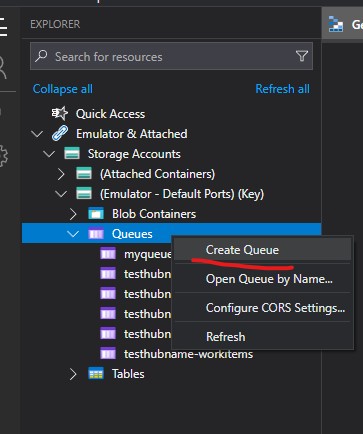 EXPLORER
Ge
Search for resources
Collapse all
Refresh all
Quick Access
Emulator & Attached
Storage Accounts
(Attached Containers)
(Emulator - Default Ports) (Key)
Blob Containers
Queues
Create Queue
myqueue
Open Queue by Name...
testhubn
testhubn
Configure CORS Settings...
testhubn
testhubn
Refresh
testhubname-workitems
Tables